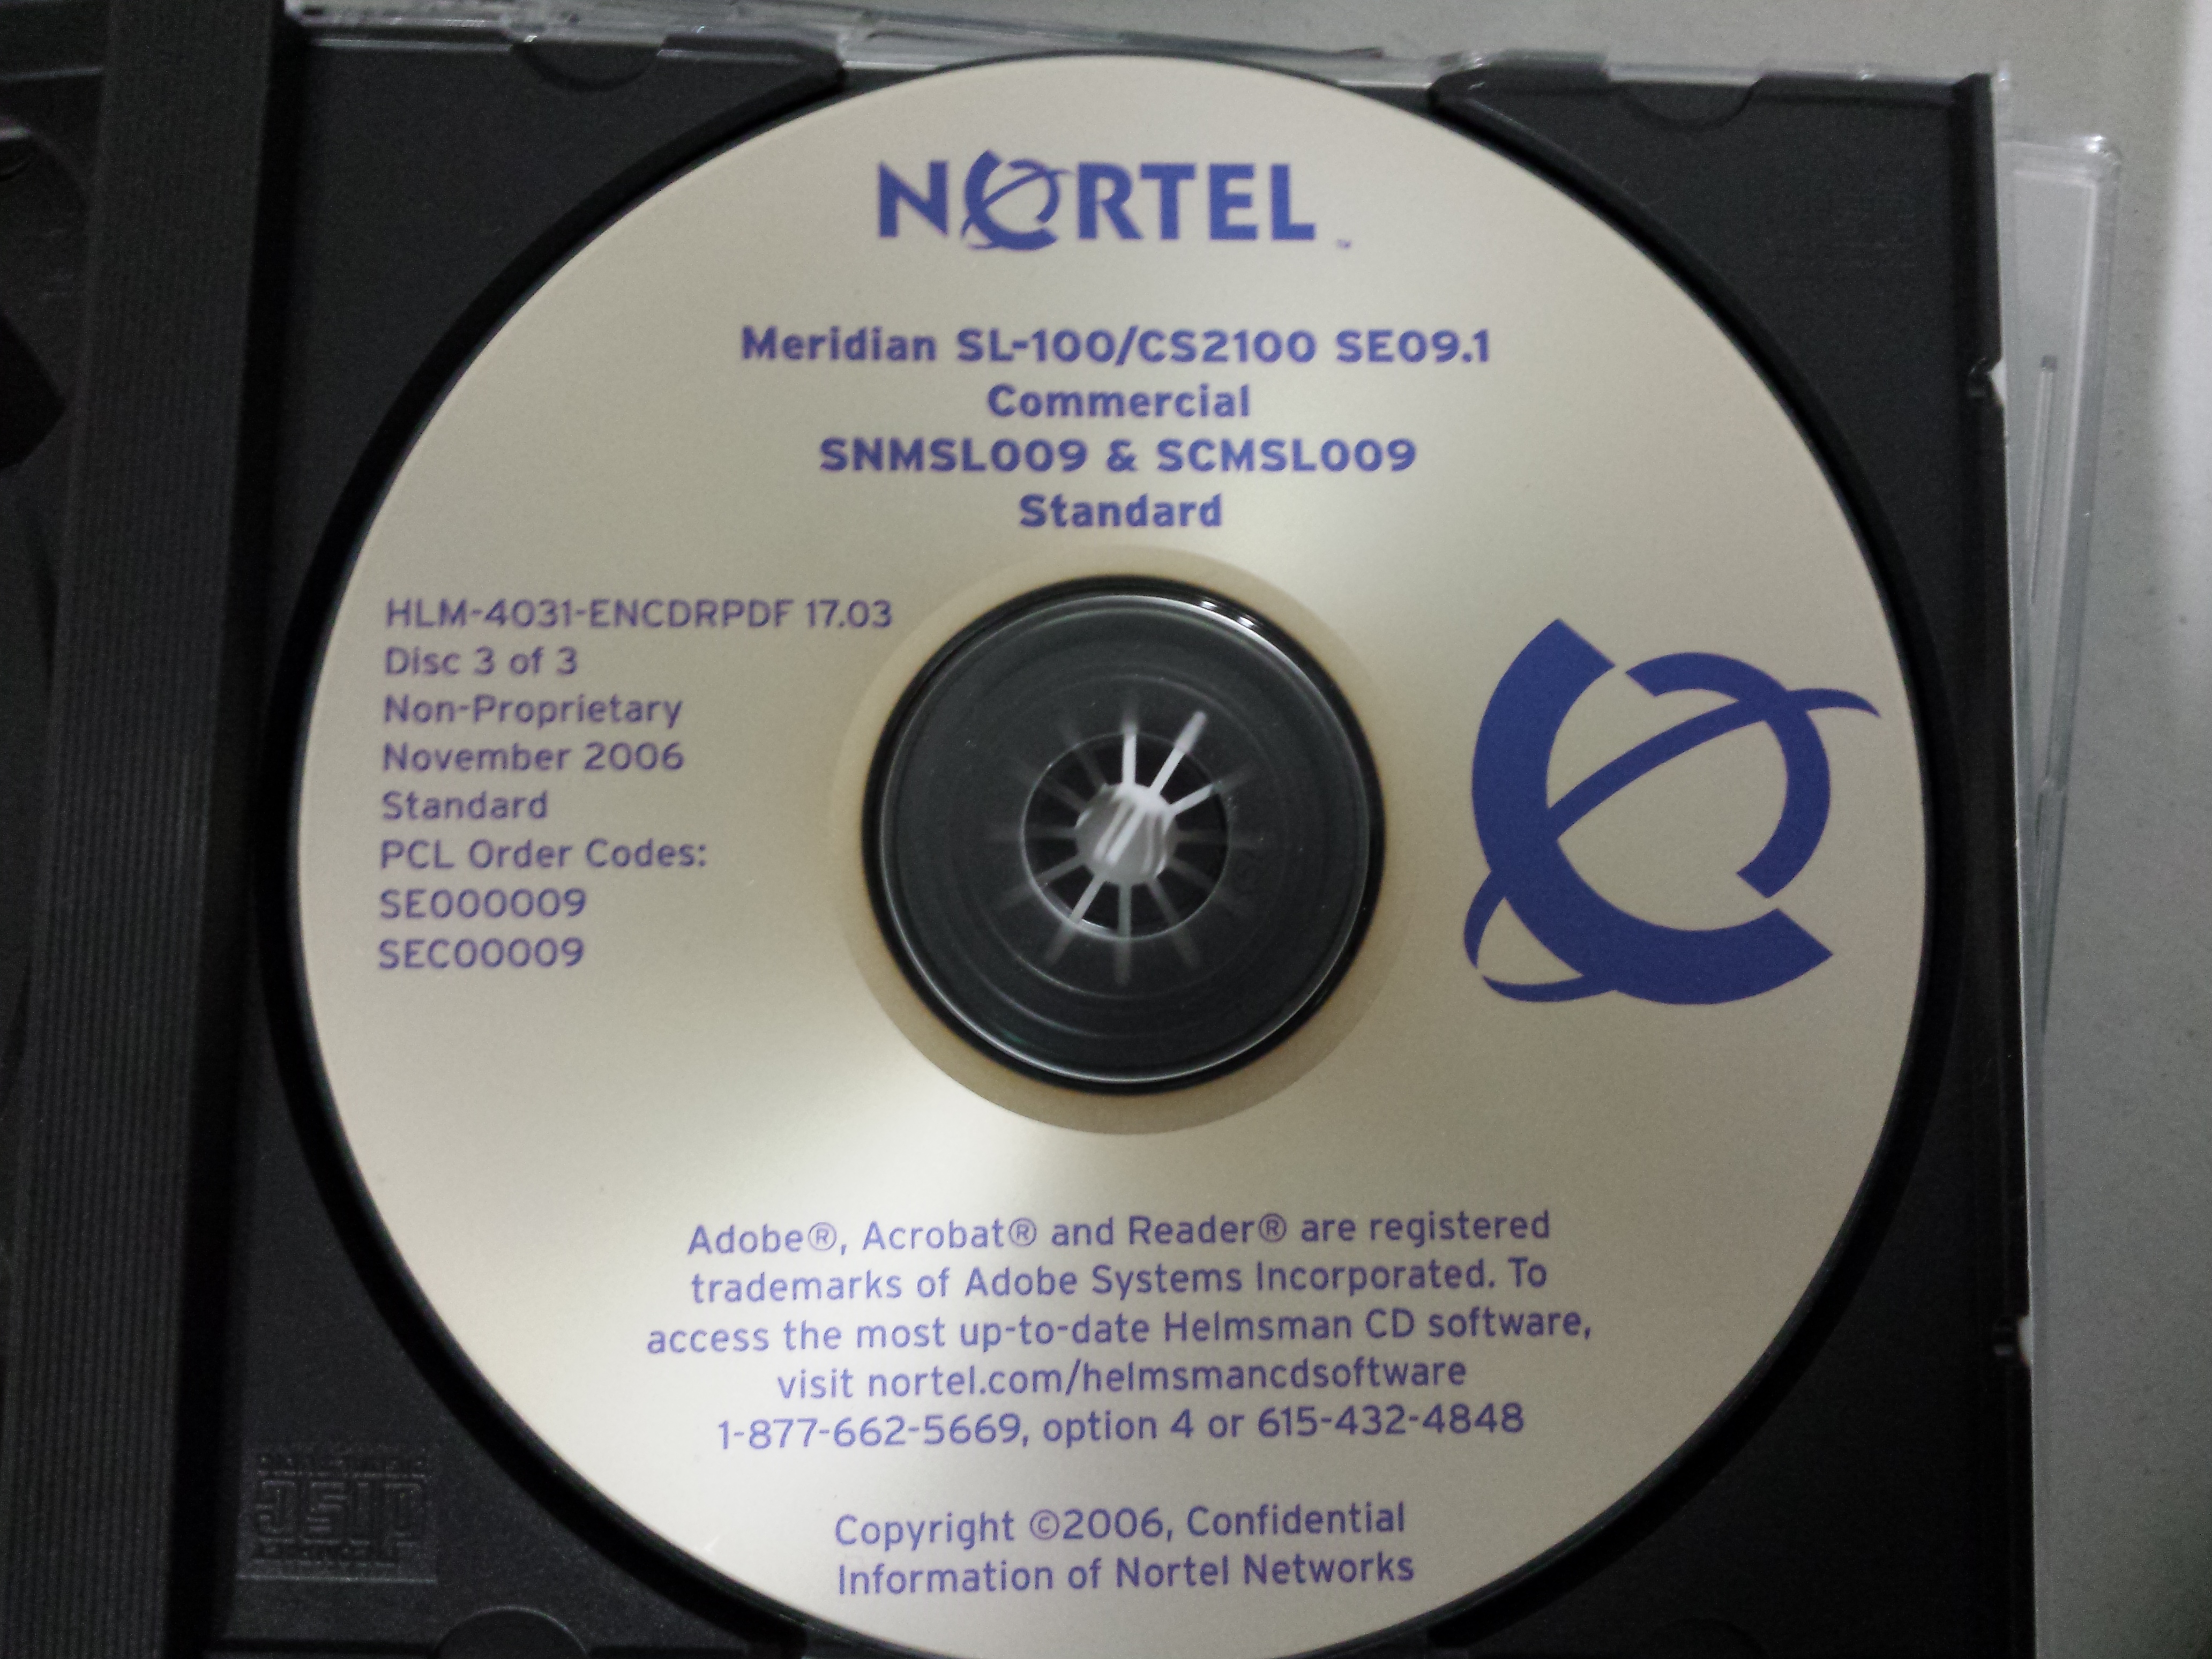 NORTEL™
Meridian SL-100/CS2100 SE09.1
Commercial
SNMSL009 & SCMSL009
Standard
HLM-4031-ENCDRPDF 17.03
Disc 3 of 3
Non-Proprietary
November 2006
Standard
PCL Order Codes:
SE000009
SEC00009
Adobe®, Acrobat® and Reader® are registered
trademarks of Adobe Systems Incorporated. To
access the most up-to-date Helmsman CD software,
visit nortel.com/helmsmancdsoftware
1-877-662-5669, option 4 or 615-432-4848
Copyright ©2006, Confidential
Information of Nortel Networks